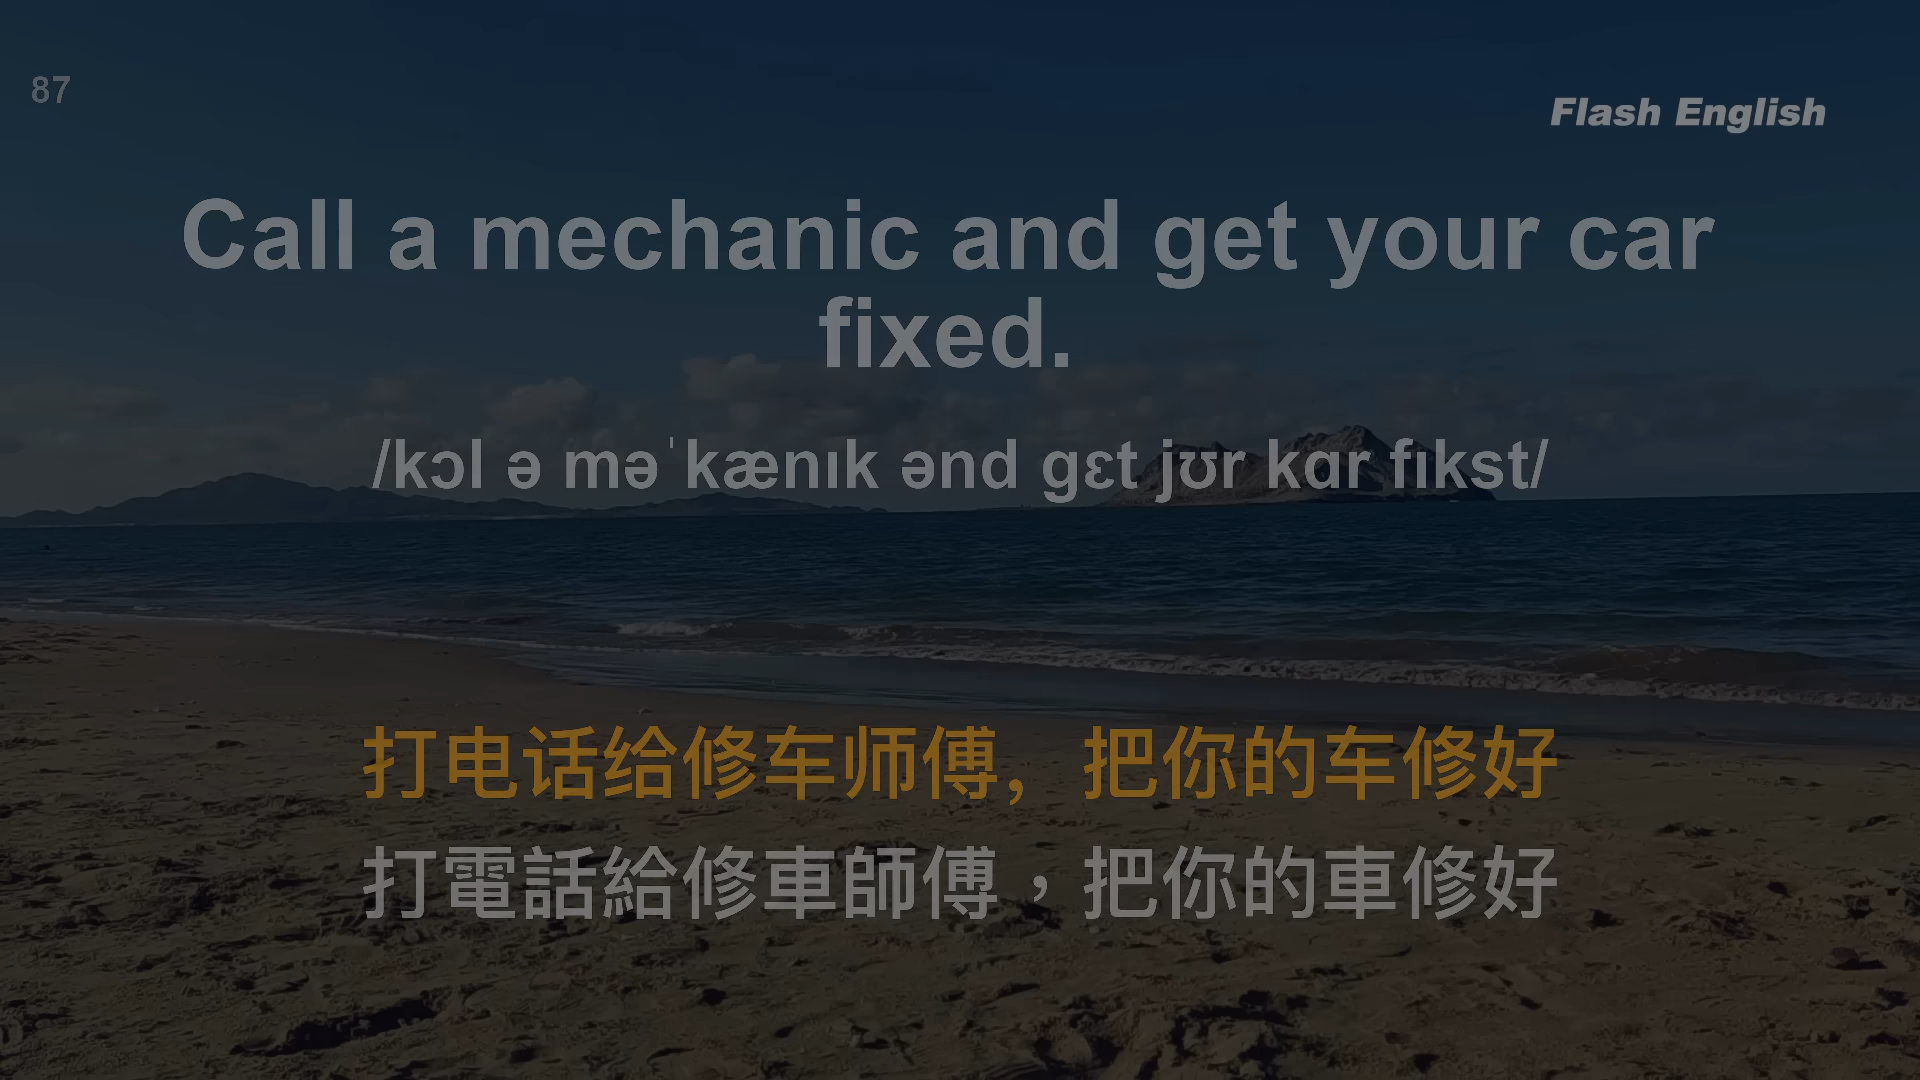 87
Flash English
Call a mechanic and get your car
fixed.
/kɔl ə məˈkænɪk ənd ɡɛt jʊr kɑr fɪkst/
打电话给修车师傅，把你的车修好
打電話給修車師傅，把你的車修好